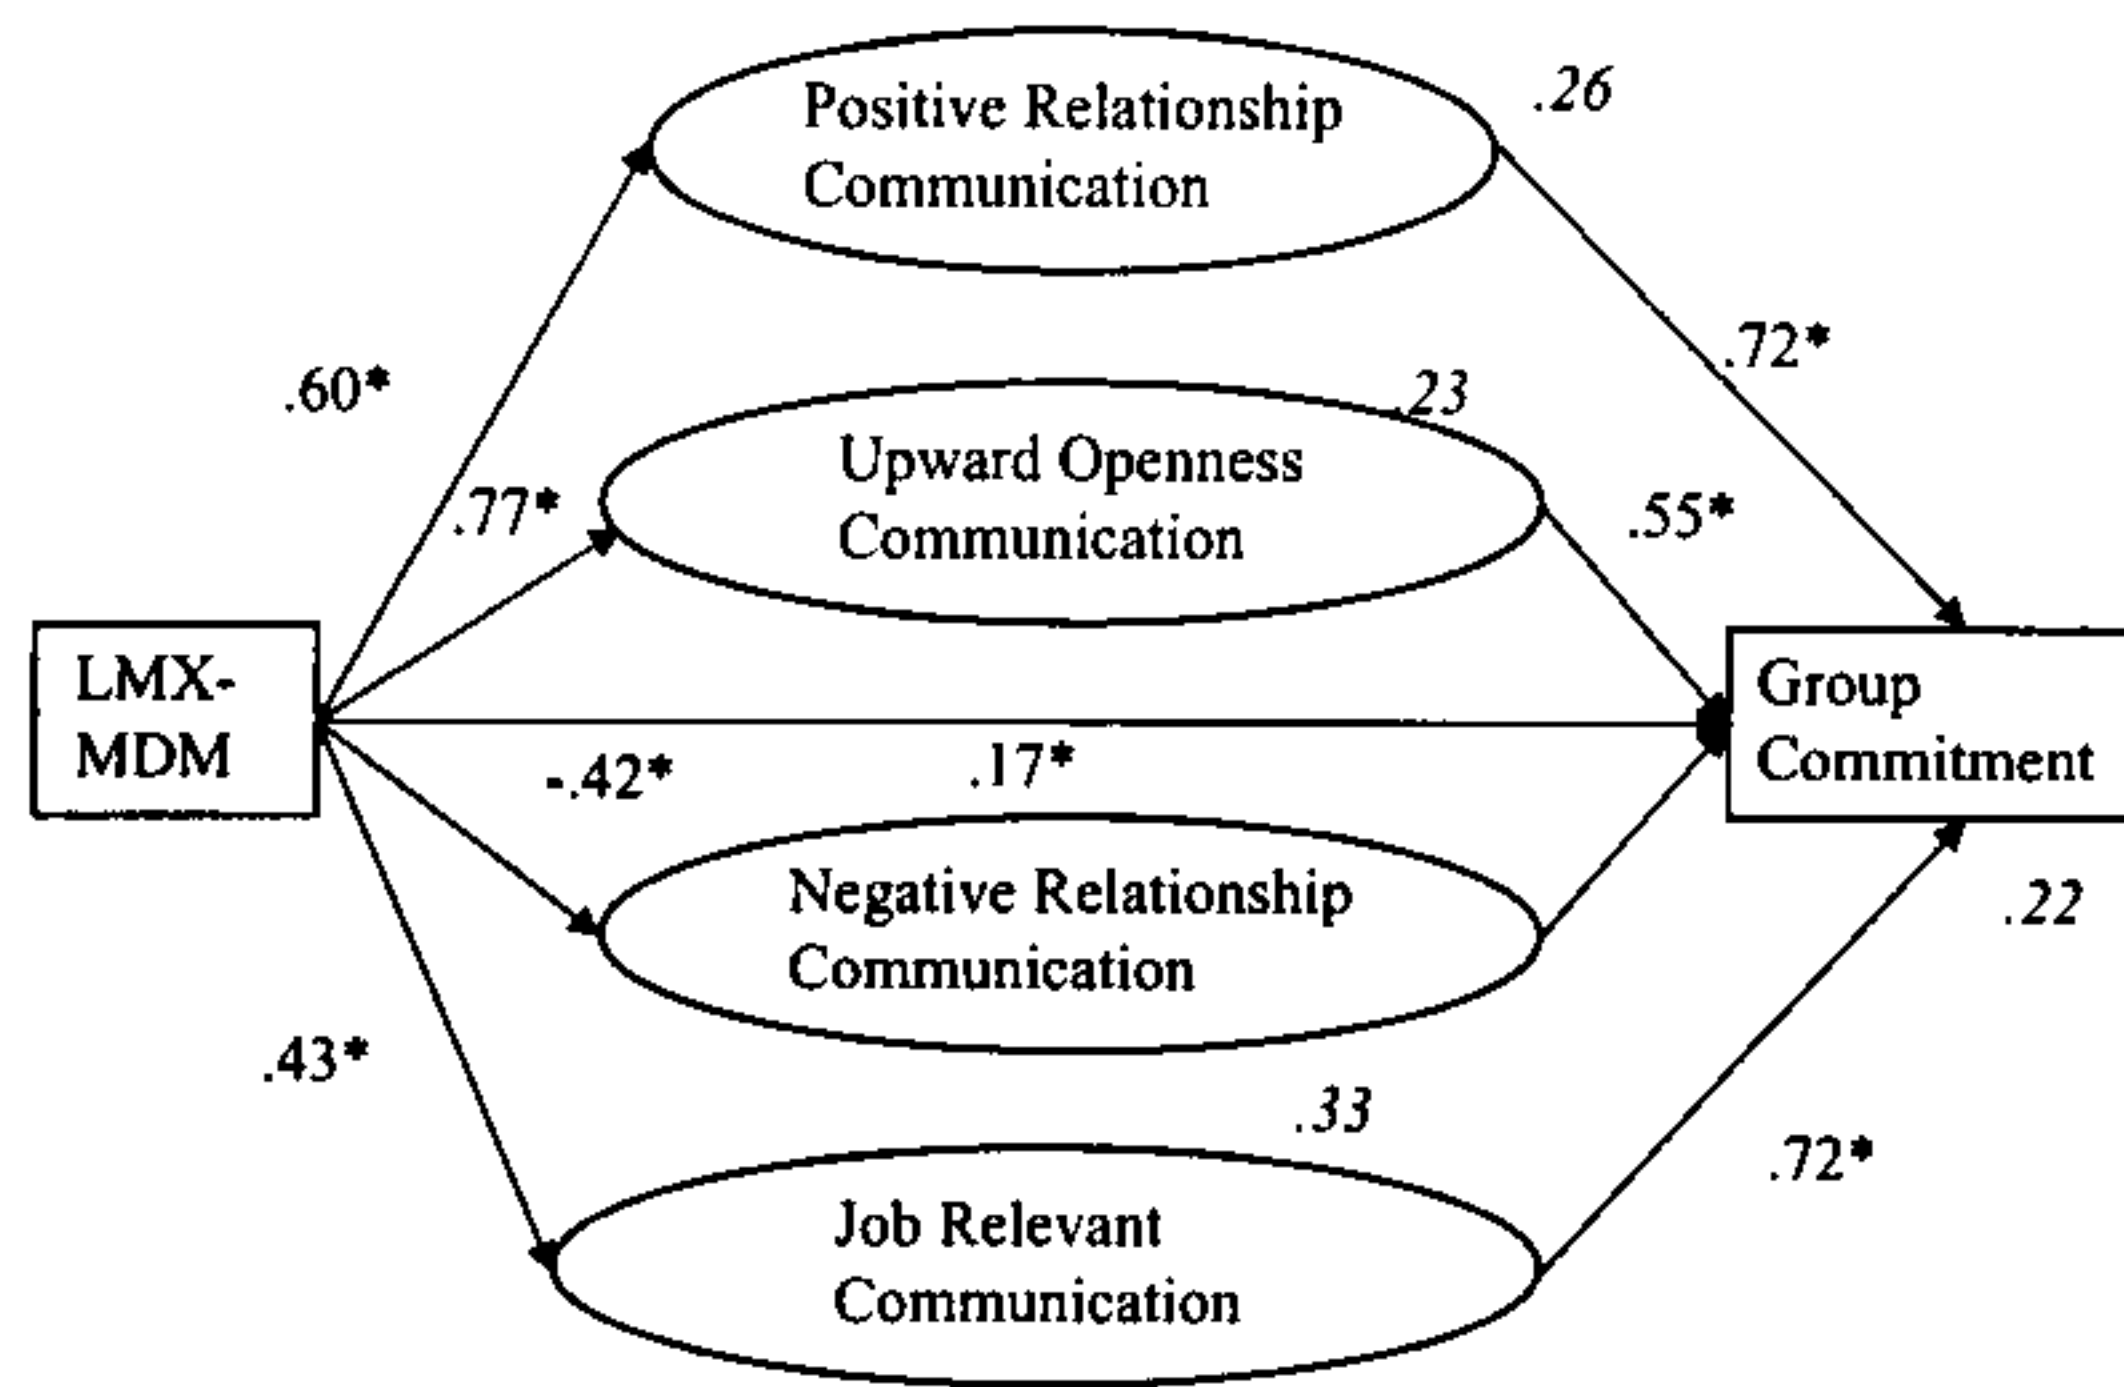 Positive Relationship
Communication
.26
.60*
.72*
.23
Upward Openness
Communication
.77*
.55*
LMX-
MDM
Group
Commitment
-.42*
.17*
Negative Relationship
Communication
.22
.43*
.33
.72*
Job Relevant
Communication